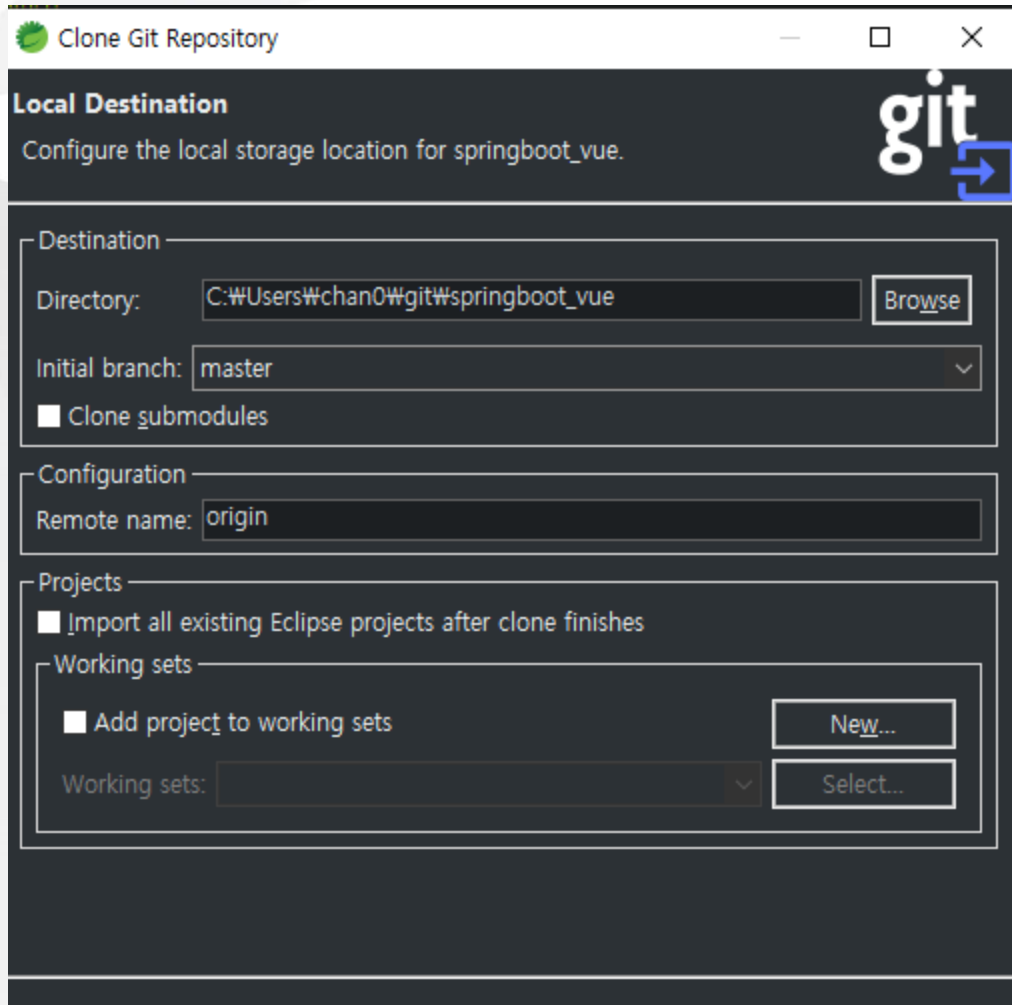 Clone Git Repository
Local Destination
git
Configure the local storage location for springboot_vue.
Destination
Directory: C:₩Users₩chan0₩git₩springboot_vue Browse
Initial branch: master
Clone submodules
Configuration
Remote name: origin
Projects
Import all existing Eclipse projects after clone finishes
Working sets
Add project to working sets New...
Working sets: Select...